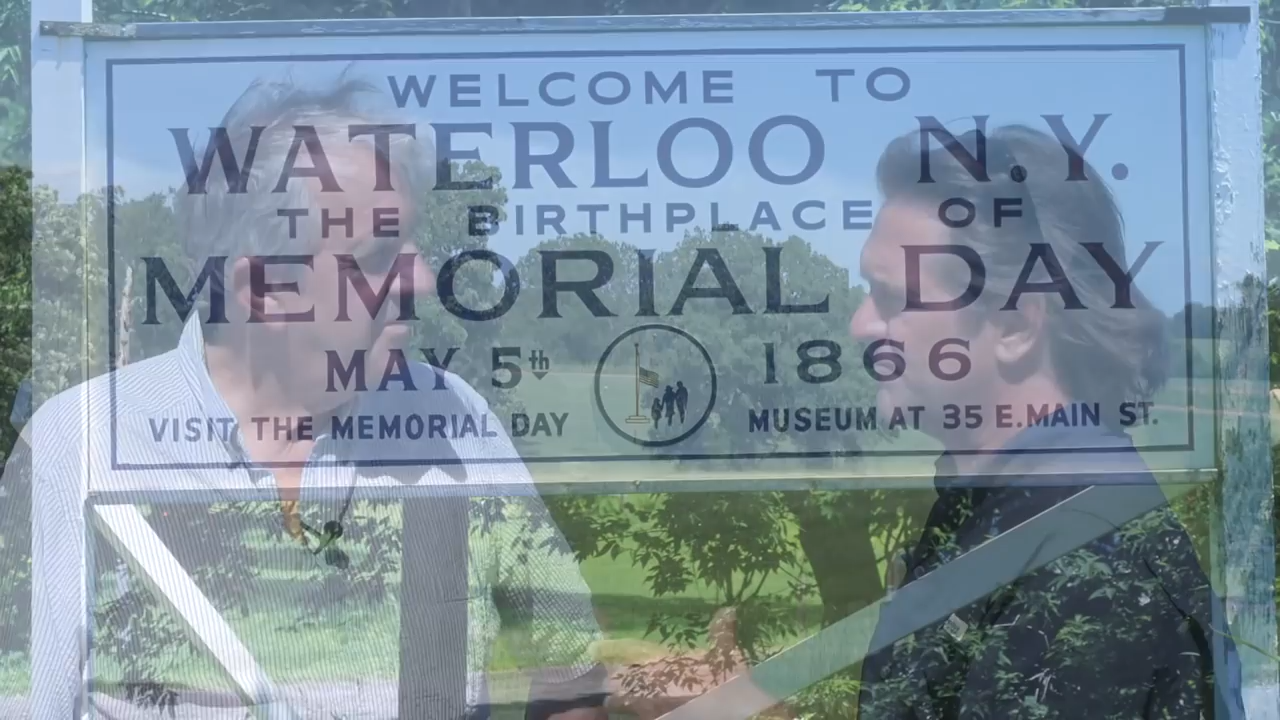 WELCOME TO
WATERLOO N.Y.
THE BIRTHPLACE OF
MEMORIAL DAY
MAY 5th 1866
VISIT THE MEMORIAL DAY MUSEUM AT 35 E.MAIN ST.